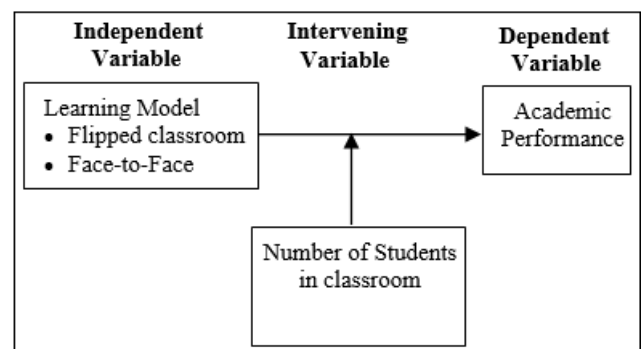 Independent Variable
Intervening Variable
Dependent Variable
Learning Model
• Flipped classroom
• Face-to-Face
Academic
Performance
Number of Students
in classroom